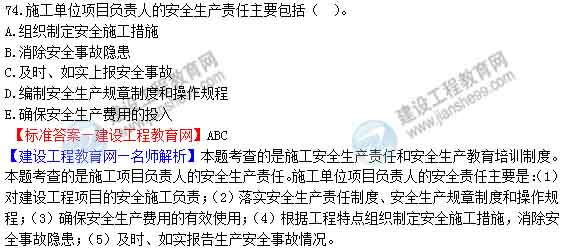 74.施工单位项目负责人的安全生产责任主要包括（ ）。
A.组织制定安全施工措施
B.消除安全事故隐患
C.及时、如实上报安全事故
D.编制安全生产规章制度和操作规程
E.确保安全生产费用的投入
【标准答案－建设工程教育网】ABC
【建设工程教育网—名师解析】本题考查的是施工安全生产责任和安全生产教育培训制度。
本题考查的是施工项目负责人的安全责任。施工单位项目负责人的安全责任主要是：(1)
对建设工程项目的安全施工负责；(2)落实安全生产责任制度、安全生产规章制度和操作规
程；(3)确保安全生产费用的有效使用；(4)根据工程特点组织制定安全施工措施，消除安
全事故隐患；(5)及时、如实报告生产安全事故情况。
建设工程教育网
www.jianshe99.com
建设工程教育网
www.jianshe99.com